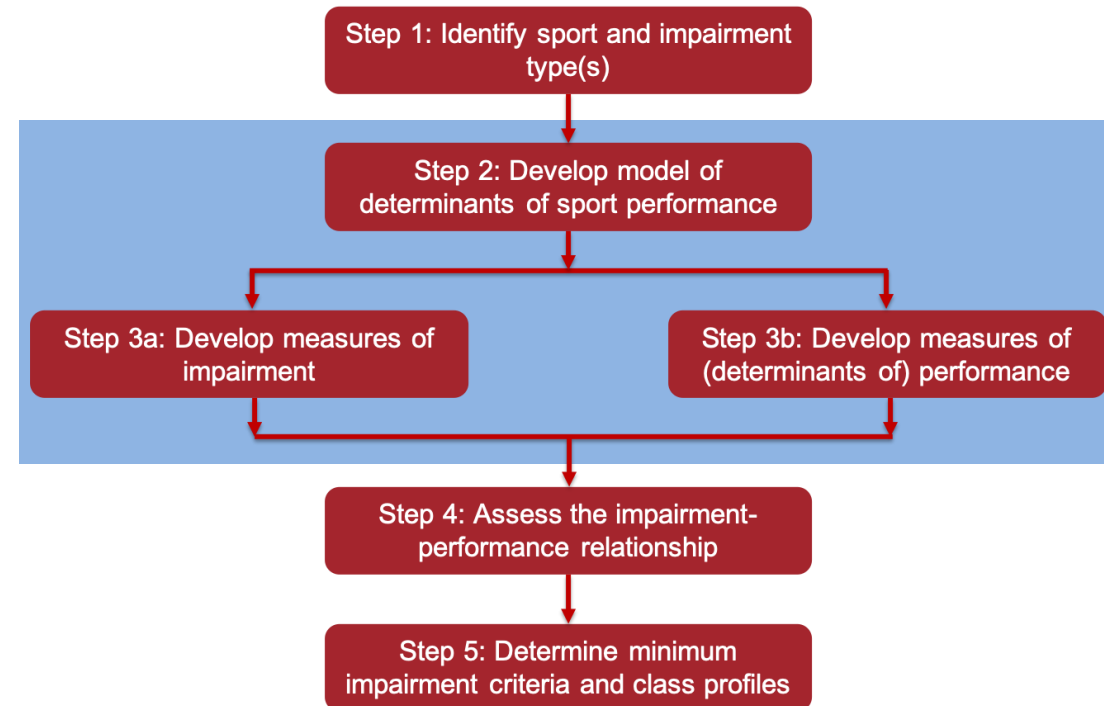 Step 1: Identify sport and impairment
type(s)
Step 2: Develop model of
determinants of sport performance
Step 3a: Develop measures of
impairment
Step 3b: Develop measures of
(determinants of) performance
Step 4: Assess the impairment-
performance relationship
Step 5: Determine minimum
impairment criteria and class profiles